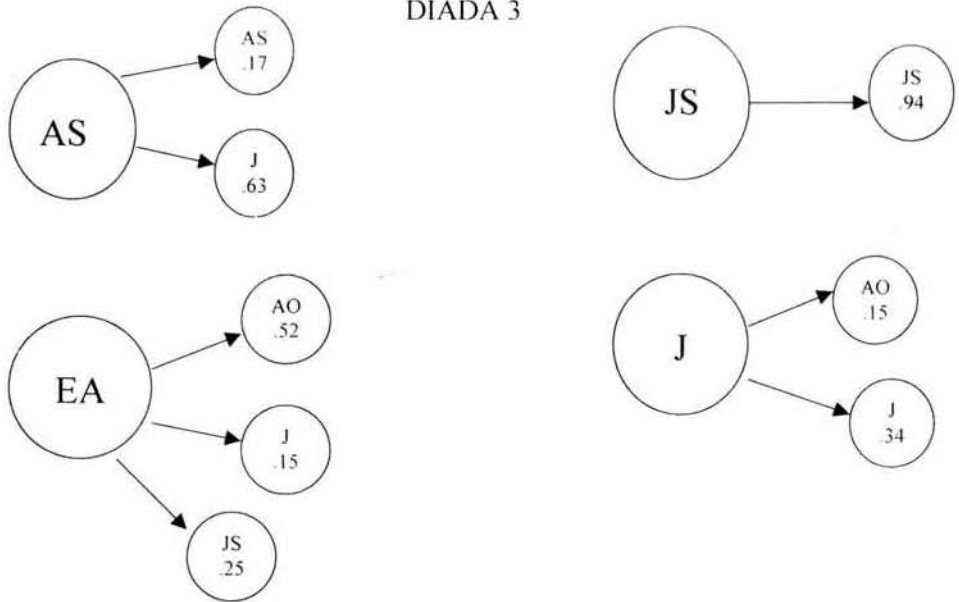 DIADA 3
AS
AS
.17
J
.63
JS
JS
.94
EA
AO
.52
J
.15
JS
.25
J
AO
.15
J
.34